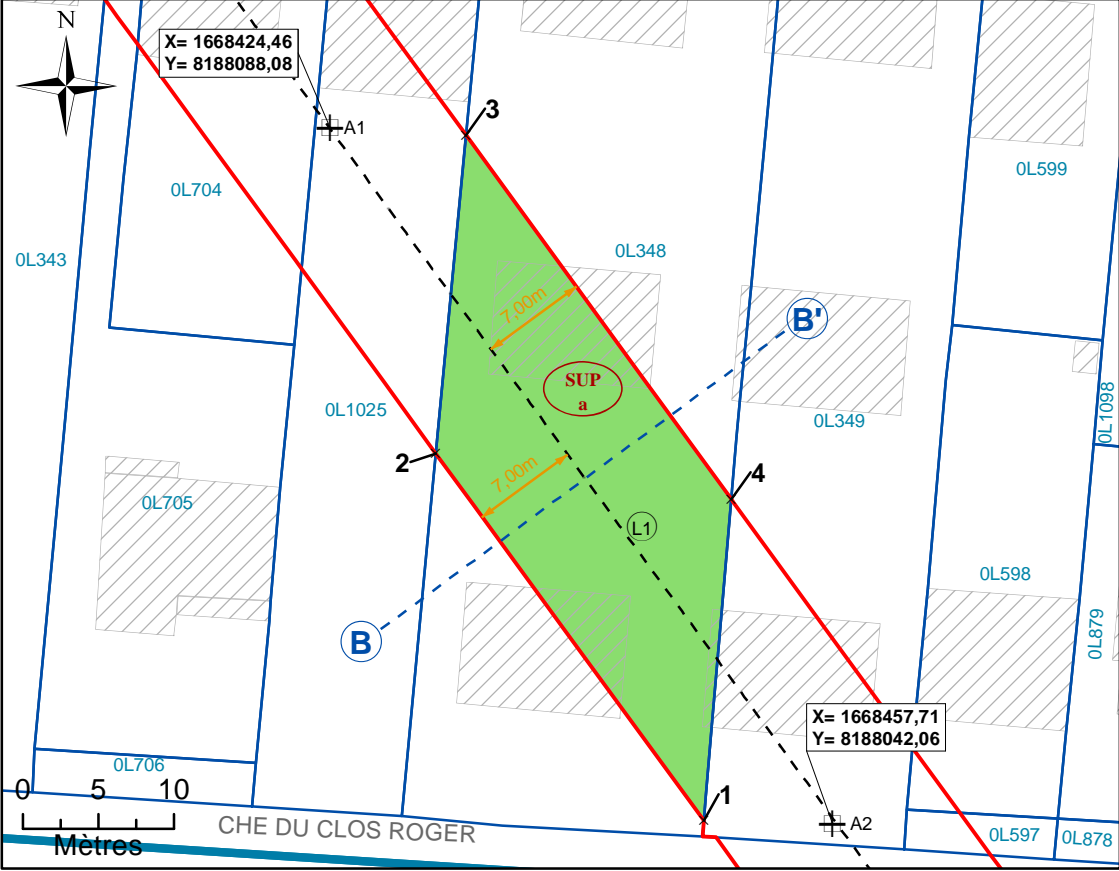 N
X= 1668424,46
Y= 8188088,08
A1
3
0L704
0L599
0L343
0L348
7,00m
B'
SUP
a
0L1025
0L349
0L1098
2
7,00m
4
0L705
L1
0L598
0L879
B
X= 1668457,71
Y= 8188042,06
0L706
0 5 10
Mètres
1
A2
CHE DU CLOS ROGER
0L597
0L878